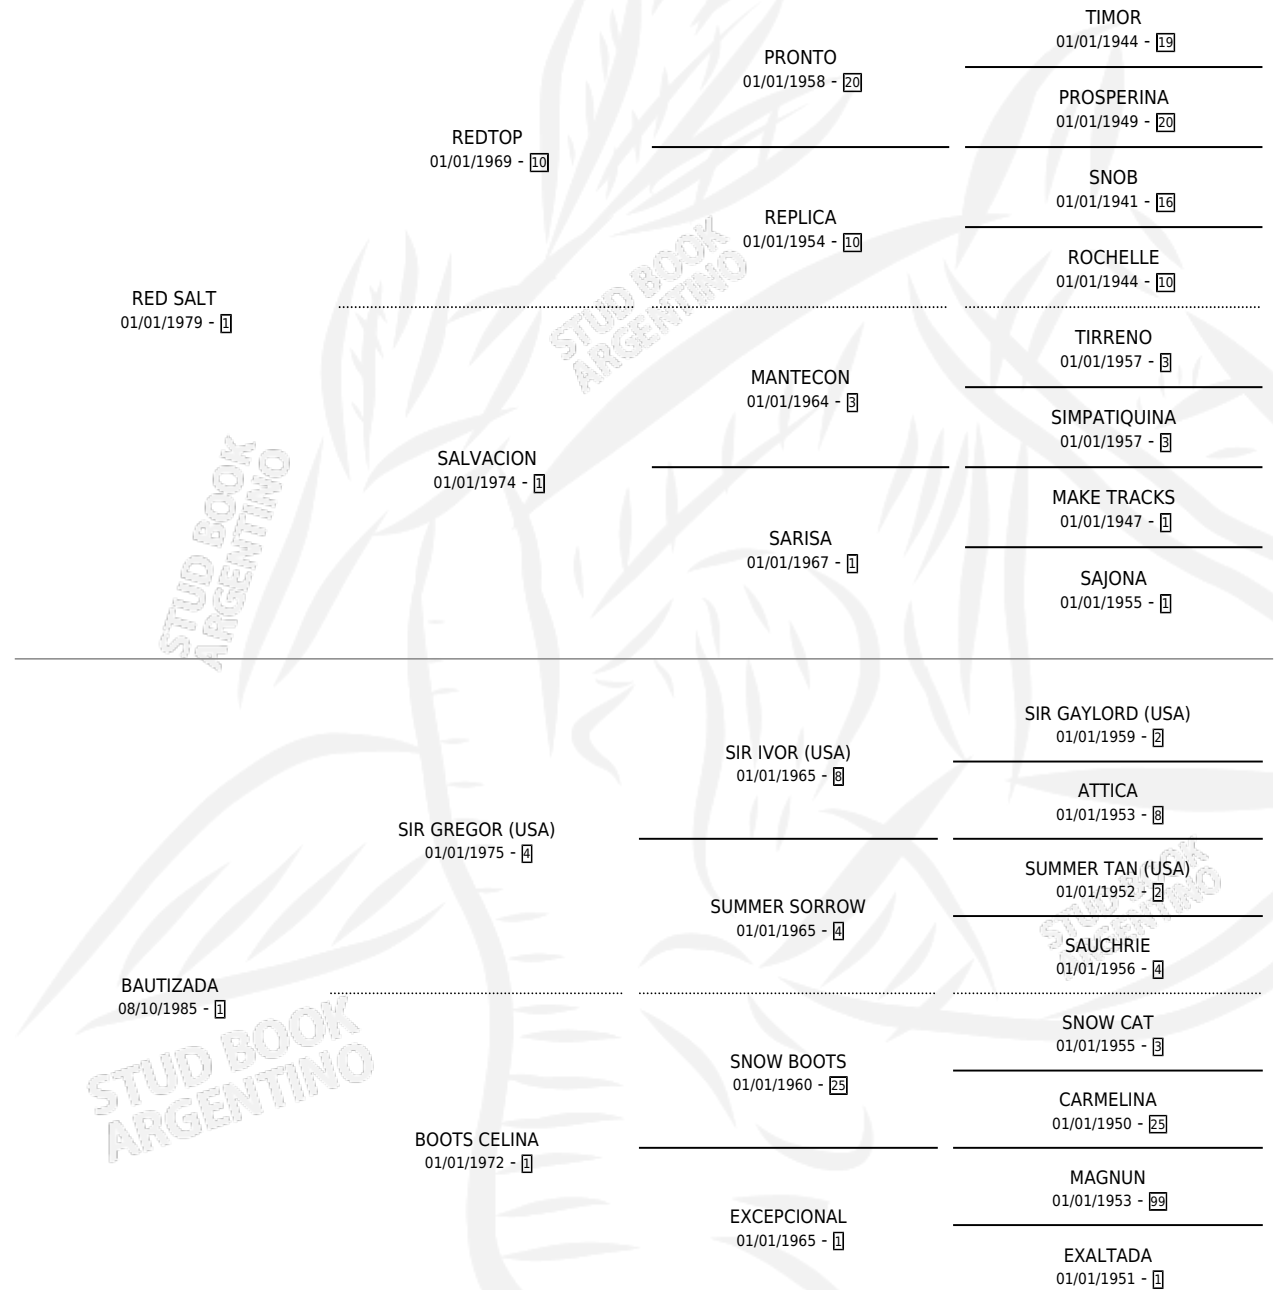 TIMOR
01/01/1944 - 19
PRONTO
01/01/1958 - 20
PROSPERINA
01/01/1949 - 20
REDTOP
01/01/1969 - 10
SNOB
01/01/1941 - 16
REPLICA
01/01/1954 - 10
ROCHELLE
01/01/1944 - 10
RED SALT
01/01/1979 - 1
TIRRENO
01/01/1957 - 3
MANTECON
01/01/1964 - 3
SIMPATIQUINA
01/01/1957 - 3
SALVACION
01/01/1974 - 1
MAKE TRACKS
01/01/1947 - 1
SARISA
01/01/1967 - 1
SAJONA
01/01/1955 - 1
SIR GAYLORD (USA)
01/01/1959 - 2
SIR IVOR (USA)
01/01/1965 - 8
ATTICA
01/01/1953 - 8
SIR GREGOR (USA)
01/01/1975 - 4
SUMMER TAN (USA)
01/01/1952 - 2
SUMMER SORROW
01/01/1965 - 4
SAUCHRIE
01/01/1956 - 4
BAUTIZADA
08/10/1985 - 1
SNOW CAT
01/01/1955 - 3
SNOW BOOTS
01/01/1960 - 25
CARMELINA
01/01/1950 - 25
BOOTS CELINA
01/01/1972 - 1
MAGNUN
01/01/1953 - 99
EXCEPCIONAL
01/01/1965 - 1
EXALTADA
01/01/1951 - 1
STUD BOOK
ARGENTINO
STUD BOOK
ARGENTINO
STUD BOOK
ARGENTINO
STUD BOOK
ARGENTINO